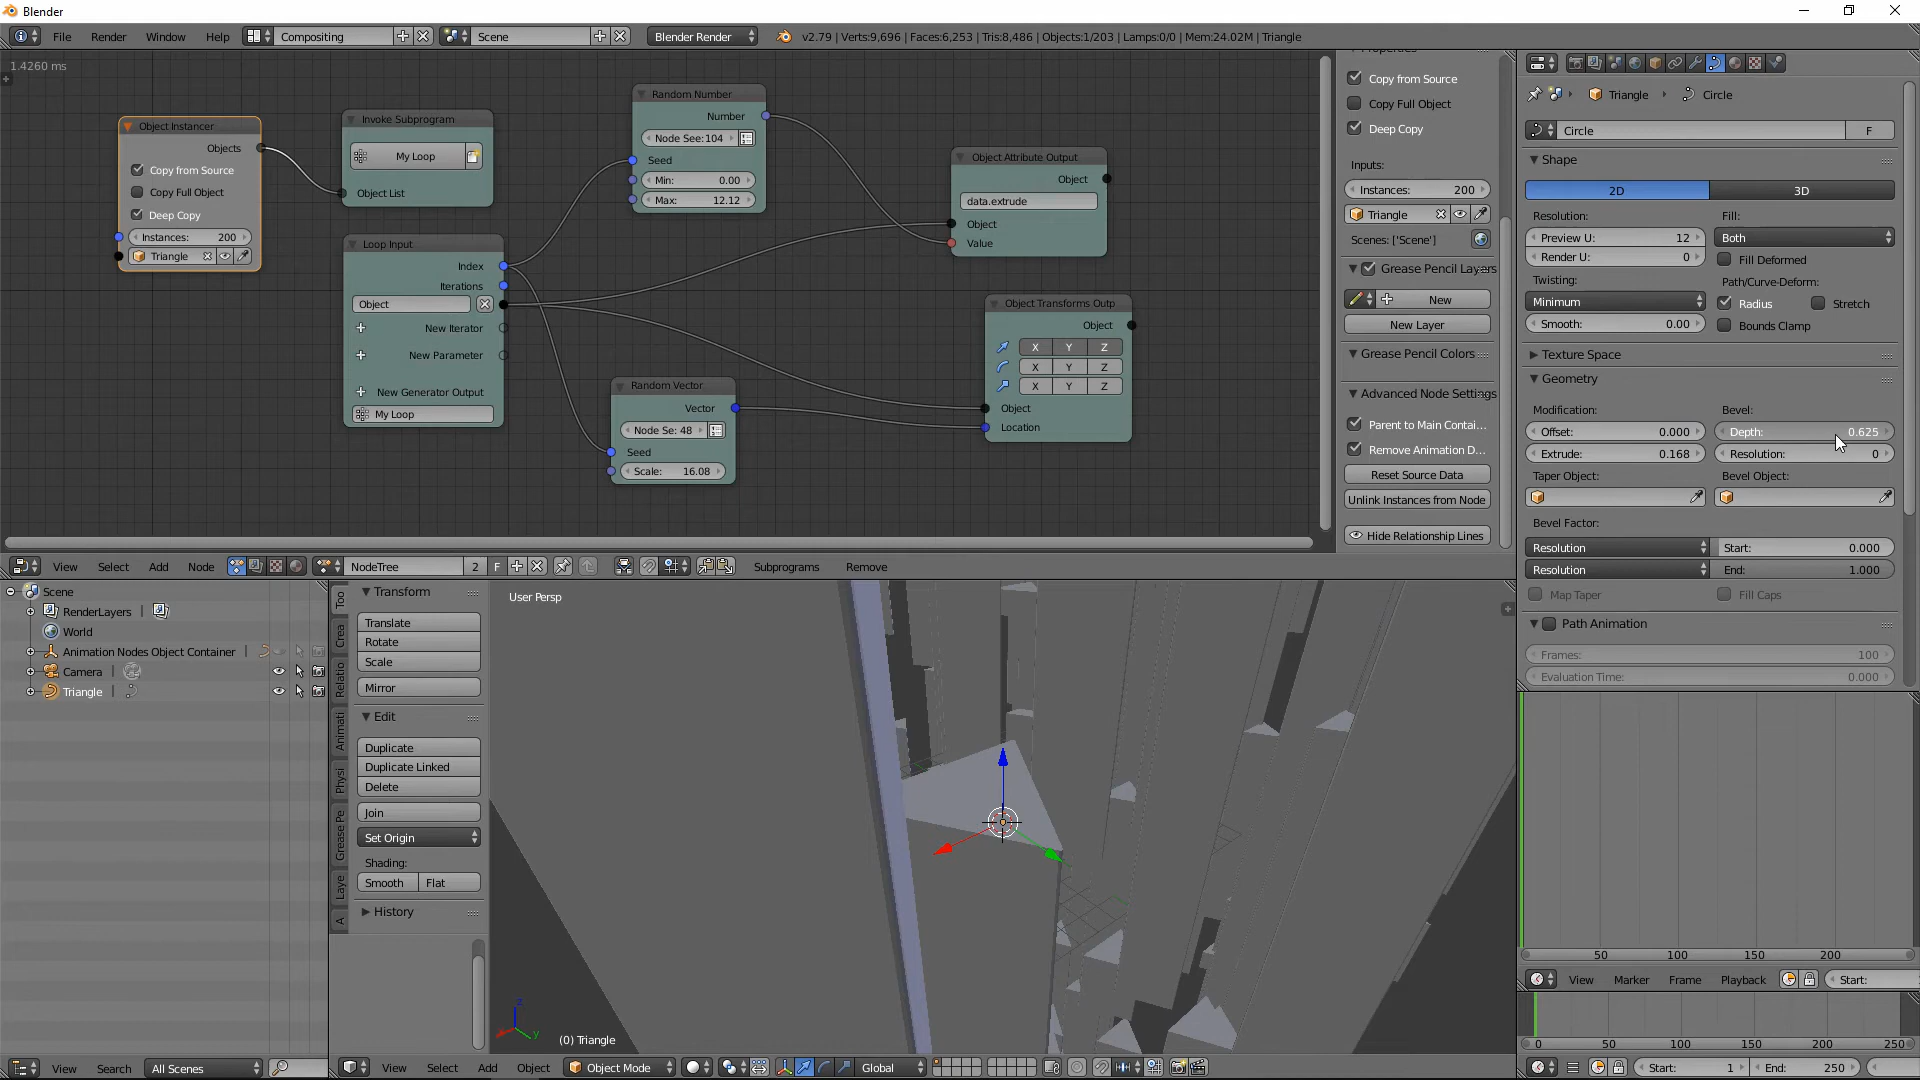 Blender
File Render Window Help Compositing Scene Blender Render v2.79 | Verts:9,696 | Faces:6,253 | Tris:8,486 | Objects:1/203 | Lamps:0/0 | Mem:24.02M | Triangle
1.4260 ms
Object Instancer
Objects
Copy from Source
Copy Full Object
Deep Copy
Instances: 200
Triangle
Invoke Subprogram
My Loop
Object List
Loop Input
Index
Iterations
Object
New Iterator
New Parameter
New Generator Output
My Loop
Random Number
Number
Node See: 104
Seed
Min: 0.00
Max: 12.12
Random Vector
Vector
Node Se: 48
Seed
Scale: 16.08
Object Attribute Output
Object
data.extrude
Object
Value
Object Transforms Outp
Object
X Y Z
X Y Z
X Y Z
Object
Location
Properties
Copy from Source
Copy Full Object
Deep Copy
Inputs:
Instances: 200
Triangle
Scenes: ['Scene']
Grease Pencil Layers
New
New Layer
Grease Pencil Colors
Advanced Node Settings
Parent to Main Contai...
Remove Animation D...
Reset Source Data
Unlink Instances from Node
Hide Relationship Lines
Triangle Circle
Circle F
Shape
2D 3D
Resolution: Fill:
Preview U: 12 Both
Render U: 0 Fill Deformed
Twisting: Path/Curve-Deform:
Minimum Radius Stretch
Smooth: 0.00 Bounds Clamp
Texture Space
Geometry
Modification: Bevel:
Offset: 0.000 Depth: 0.625
Extrude: 0.168 Resolution: 0
Taper Object: Bevel Object:
Bevel Factor:
Resolution Start: 0.000
Resolution End: 1.000
Map Taper Fill Caps
Path Animation
Frames: 100
Evaluation Time: 0.000
View Select Add Node NodeTree 2 F Subprograms Remove
Scene
RenderLayers
World
Animation Nodes Object Container
Camera
Triangle
View Search All Scenes
Too
Crea
Relatio
Animati
Physi
Grease Pe
Laye
A
Transform
Translate
Rotate
Scale
Mirror
Edit
Duplicate
Duplicate Linked
Delete
Join
Set Origin
Shading:
Smooth Flat
History
User Persp
z
x y
(0) Triangle
View Select Add Object Object Mode Global
50 100 150 200
View Marker Frame Playback Start:
0 50 100 150 200 250
Start: 1 End: 250